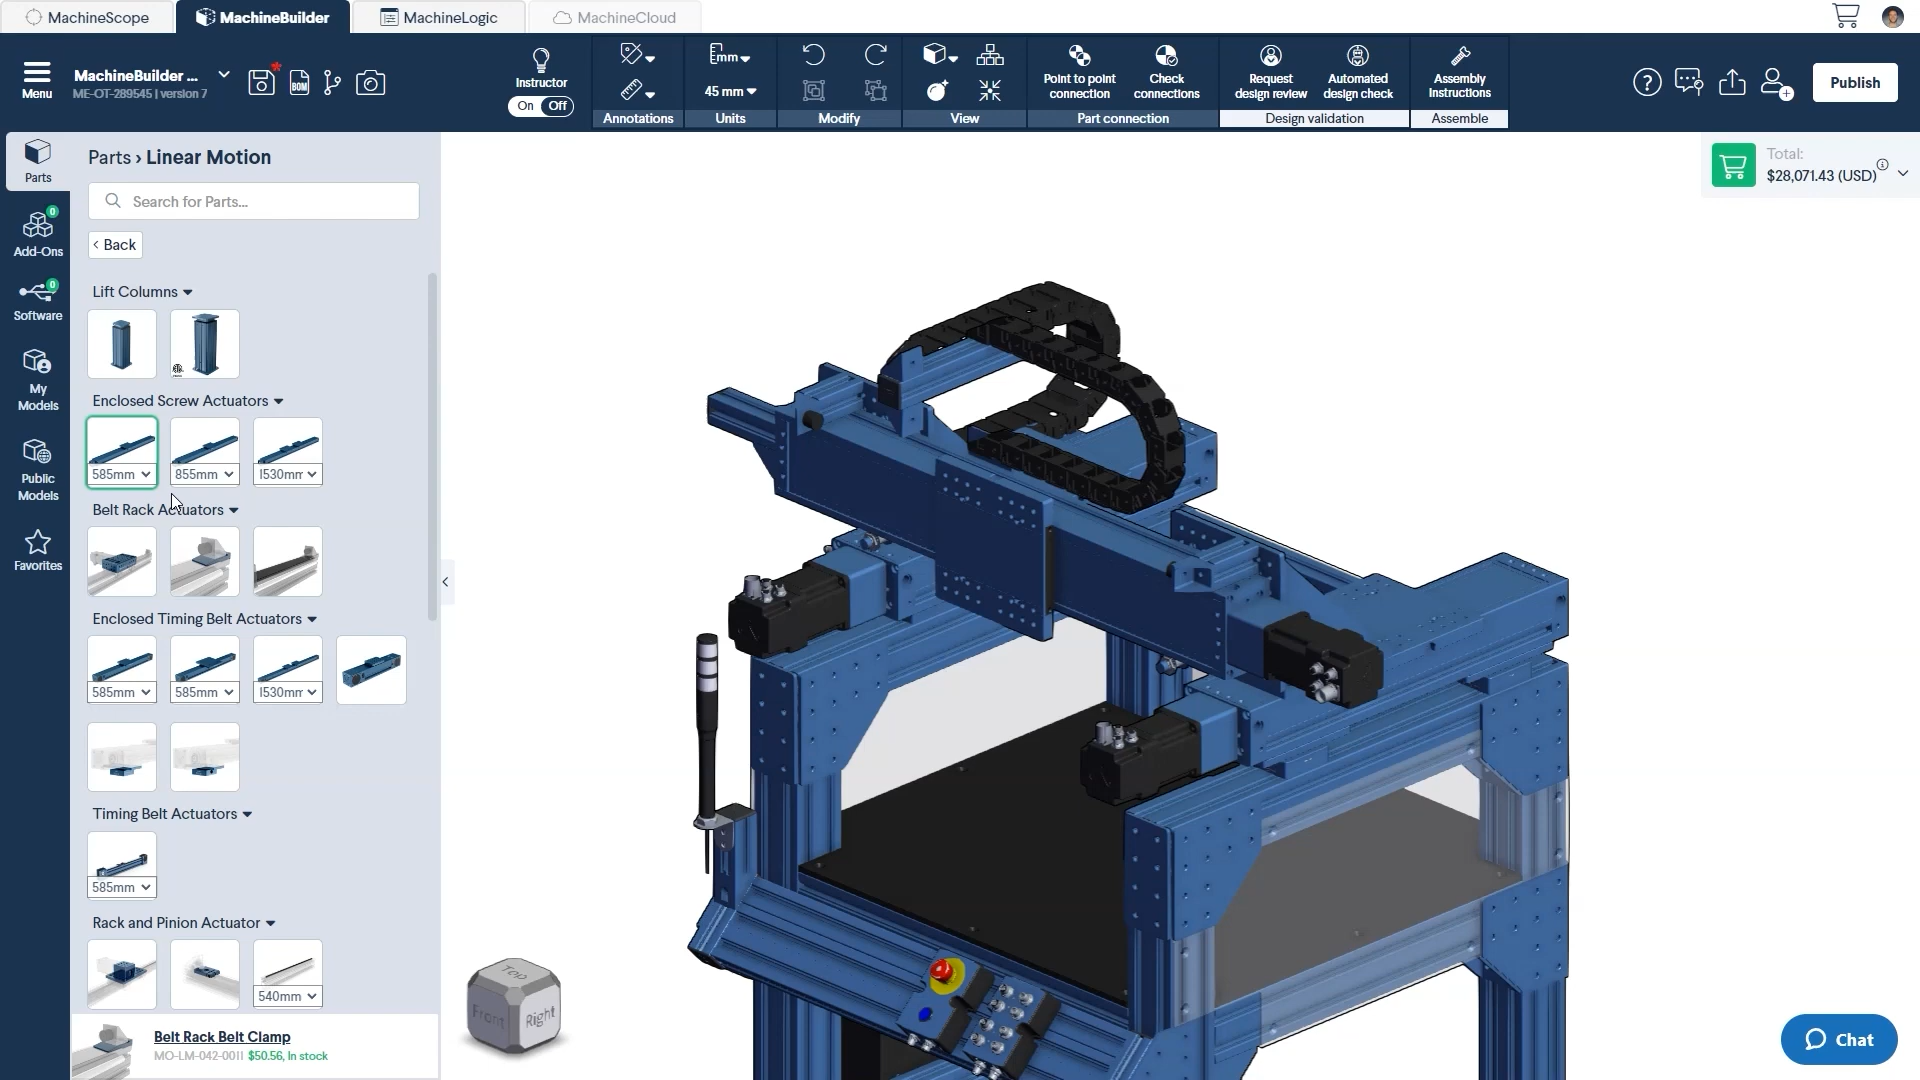 MachineScope
MachineBuilder
MachineLogic
MachineCloud
Menu
MachineBuilder ...
ME-OT-289545 | version 7
BOM
Instructor
On Off
Annotations
mm
45 mm
Units
Modify
View
Point to point
connection
Check
connections
Part connection
Request
design review
Automated
design check
Design validation
Assembly
Instructions
Assemble
Publish
Parts
Add-Ons
0
Software
0
My
Models
Public
Models
Favorites
Parts › Linear Motion
Search for Parts...
‹ Back
Lift Columns
Enclosed Screw Actuators
585mm
855mm
1530mm
Belt Rack Actuators
Enclosed Timing Belt Actuators
585mm
585mm
1530mm
Timing Belt Actuators
585mm
Rack and Pinion Actuator
540mm
Belt Rack Belt Clamp
MO-LM-042-0011 $50.56, In stock
Total:
$28,071.43 (USD)
Top
Front
Right
Chat